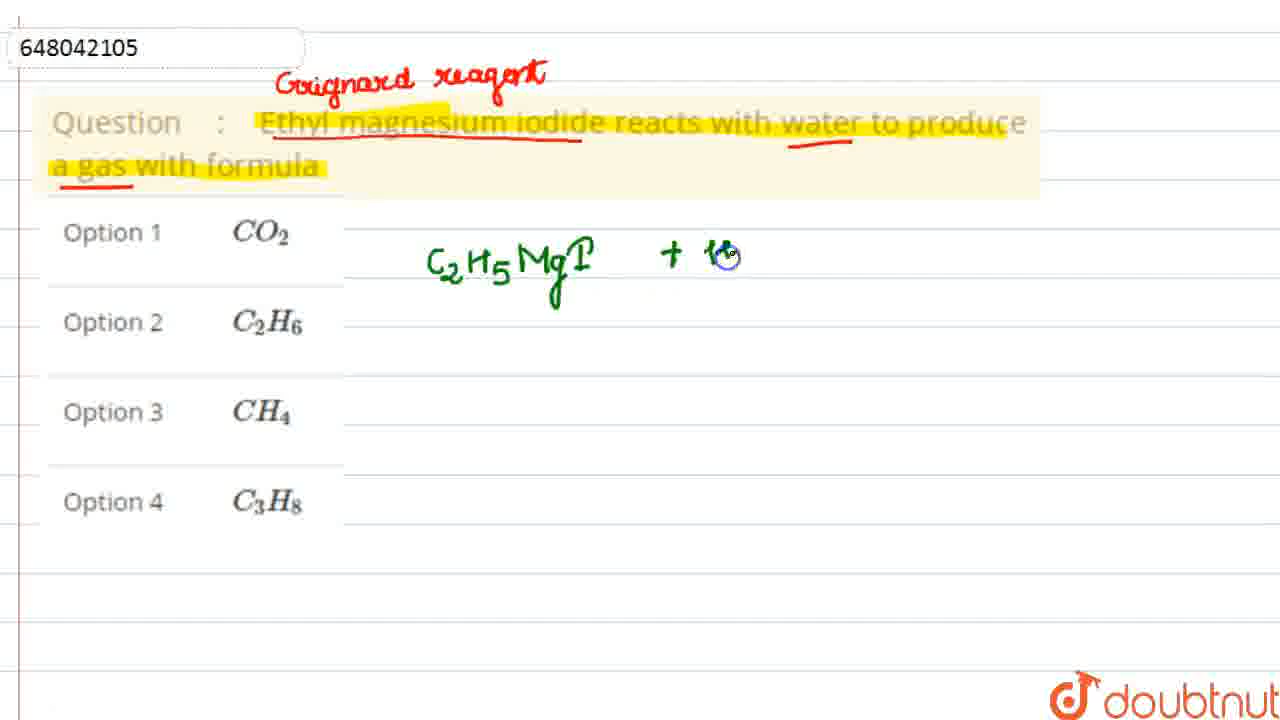 648042105
Grignard reagent
Question : Ethyl magnesium iodide reacts with water to produce
a gas with formula
Option 1 CO₂
C₂H₅MgI + H
Option 2 C₂H₆
Option 3 CH₄
Option 4 C₃H₈
doubtnut